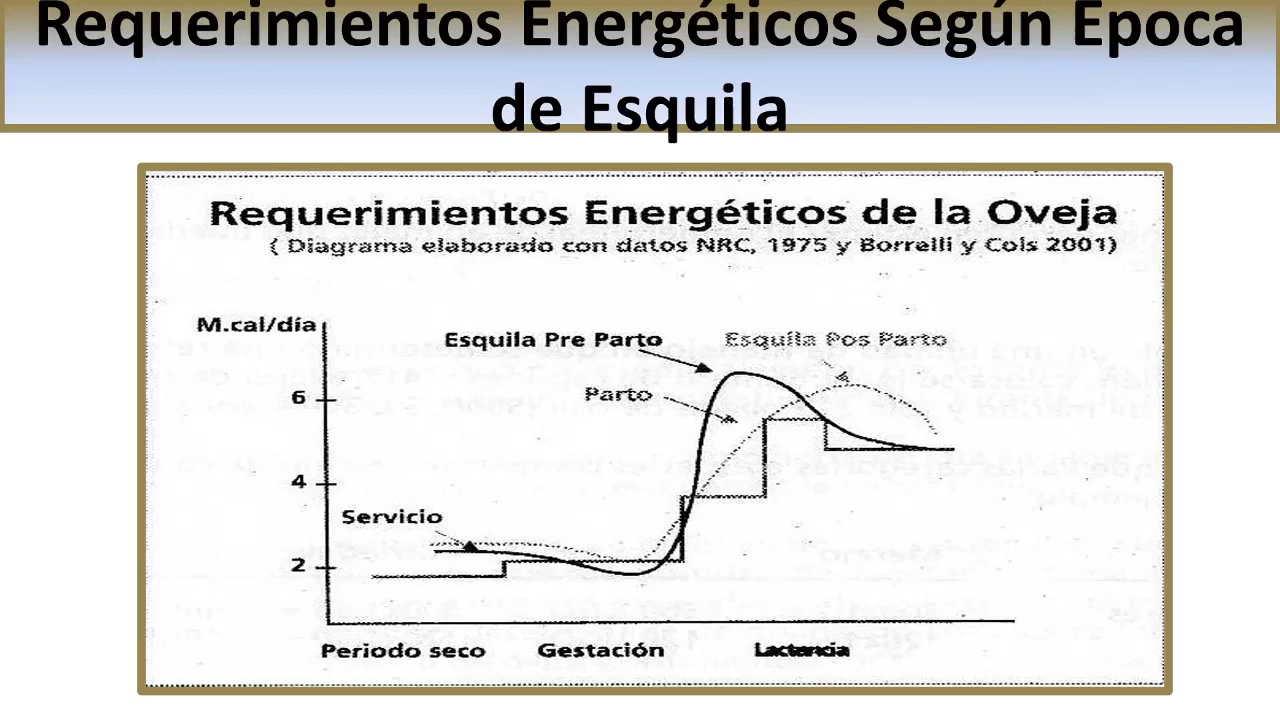 Requerimientos Energéticos Según Epoca
de Esquila
Requerimientos Energéticos de la Oveja
( Diagrama elaborado con datos NRC, 1975 y Borrelli y Cols 2001)
M.cal/día
Esquila Pre Parto
Esquila Pos Parto
6
Parto
4
Servicio
2
Periodo seco
Gestación
Lactancia